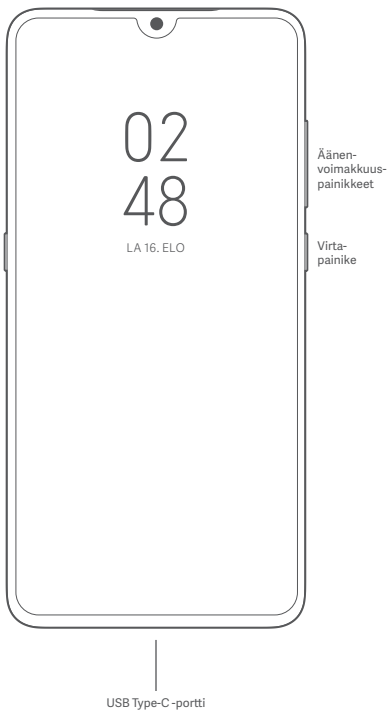 02
48
LA 16. ELO
Äänen-
voimakkuus-
painikkeet
Virta-
painike
USB Type-C -portti